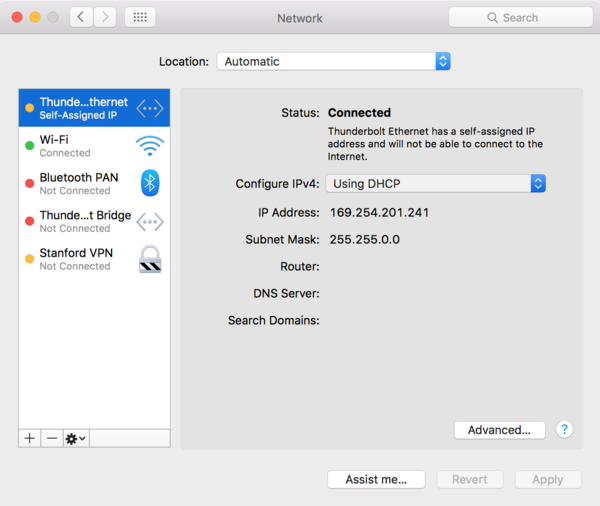 Network
Search
Location: Automatic
Thunde...thernet
Self-Assigned IP
Wi-Fi
Connected
Bluetooth PAN
Not Connected
Thunde...t Bridge
Not Connected
Stanford VPN
Not Connected
Status: Connected
Thunderbolt Ethernet has a self-assigned IP
address and will not be able to connect to the
Internet.
Configure IPv4: Using DHCP
IP Address: 169.254.201.241
Subnet Mask: 255.255.0.0
Router:
DNS Server:
Search Domains:
Advanced... ?
Assist me... Revert Apply